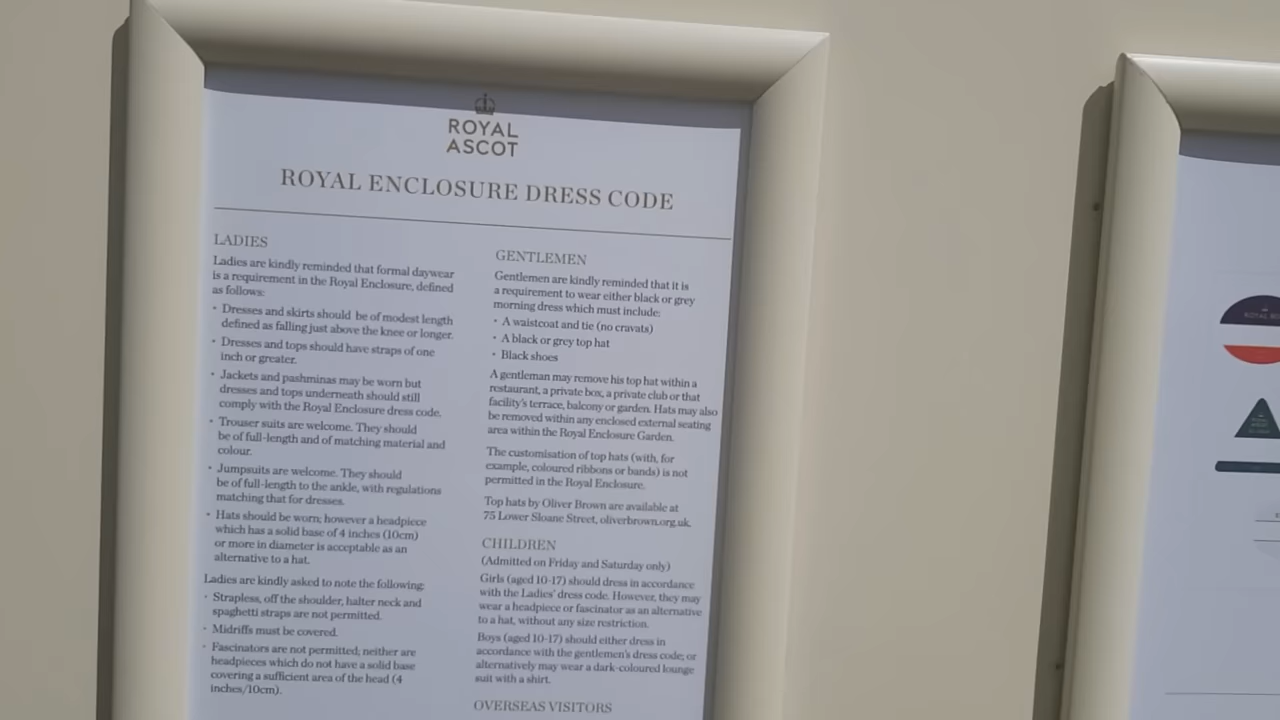 ROYAL
ASCOT
ROYAL ENCLOSURE DRESS CODE
LADIES
Ladies are kindly reminded that formal daywear
is a requirement in the Royal Enclosure, defined
as follows:
• Dresses and skirts should be of modest length
defined as falling just above the knee or longer.
• Dresses and tops should have straps of one
inch or greater.
• Jackets and pashminas may be worn but
dresses and tops underneath should still
comply with the Royal Enclosure dress code.
• Trouser suits are welcome. They should
be of full-length and of matching material and
colour.
• Jumpsuits are welcome. They should
be of full-length to the ankle, with regulations
matching that for dresses.
• Hats should be worn; however a headpiece
which has a solid base of 4 inches (10cm)
or more in diameter is acceptable as an
alternative to a hat.
Ladies are kindly asked to note the following:
• Strapless, off the shoulder, halter neck and
spaghetti straps are not permitted.
• Midriffs must be covered.
• Fascinators are not permitted; neither are
headpieces which do not have a solid base
covering a sufficient area of the head (4
inches/10cm).
GENTLEMEN
Gentlemen are kindly reminded that it is
a requirement to wear either black or grey
morning dress which must include:
• A waistcoat and tie (no cravats)
• A black or grey top hat
• Black shoes
A gentleman may remove his top hat within a
restaurant, a private box, a private club or that
facility's terrace, balcony or garden. Hats may also
be removed within any enclosed external seating
area within the Royal Enclosure Garden.
The customisation of top hats (with, for
example, coloured ribbons or bands) is not
permitted in the Royal Enclosure.
Top hats by Oliver Brown are available at
75 Lower Sloane Street, oliverbrown.org.uk.
CHILDREN
(Admitted on Friday and Saturday only)
Girls (aged 10-17) should dress in accordance
with the Ladies' dress code. However, they may
wear a headpiece or fascinator as an alternative
to a hat, without any size restriction.
Boys (aged 10-17) should either dress in
accordance with the gentlemen's dress code; or
alternatively may wear a dark-coloured lounge
suit with a shirt.
OVERSEAS VISITORS